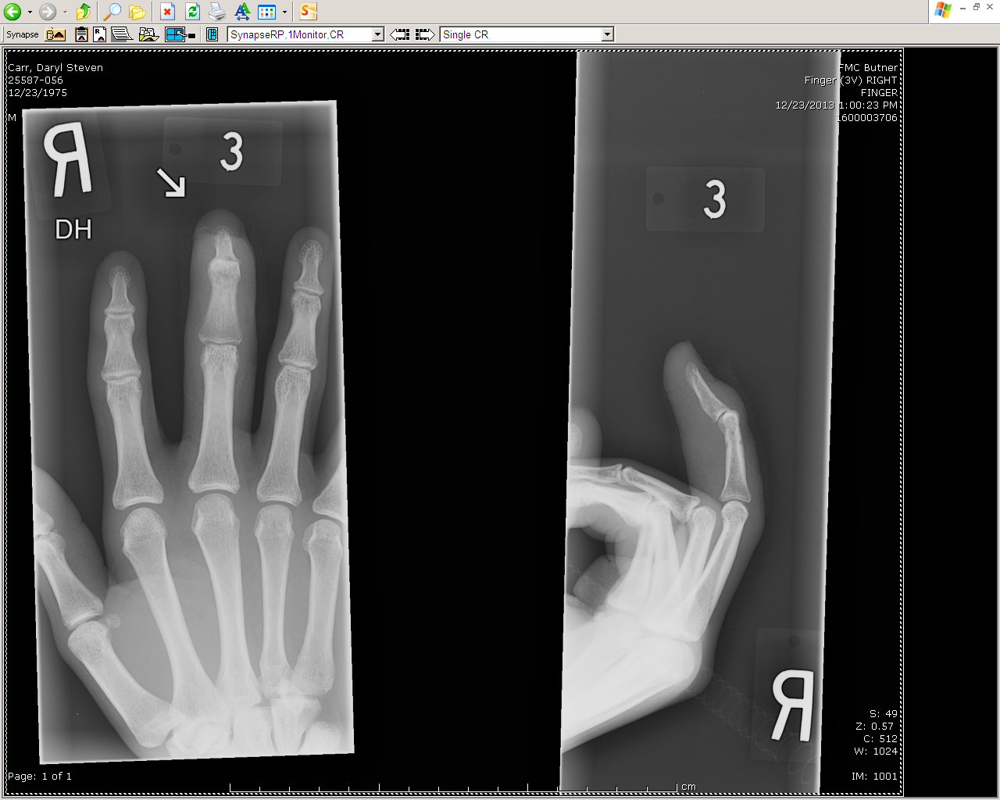 Synapse
SynapseRP,1Monitor,CR
Single CR
Carr, Daryl Steven
25587-056
12/23/1975
M
FMC Butner
Finger (3V) RIGHT
FINGER
12/23/2013 1:00:23 PM
1600003706
R
3
DH
3
R
S: 49
Z: 0.57
C: 512
W: 1024
IM: 1001
Page: 1 of 1
cm